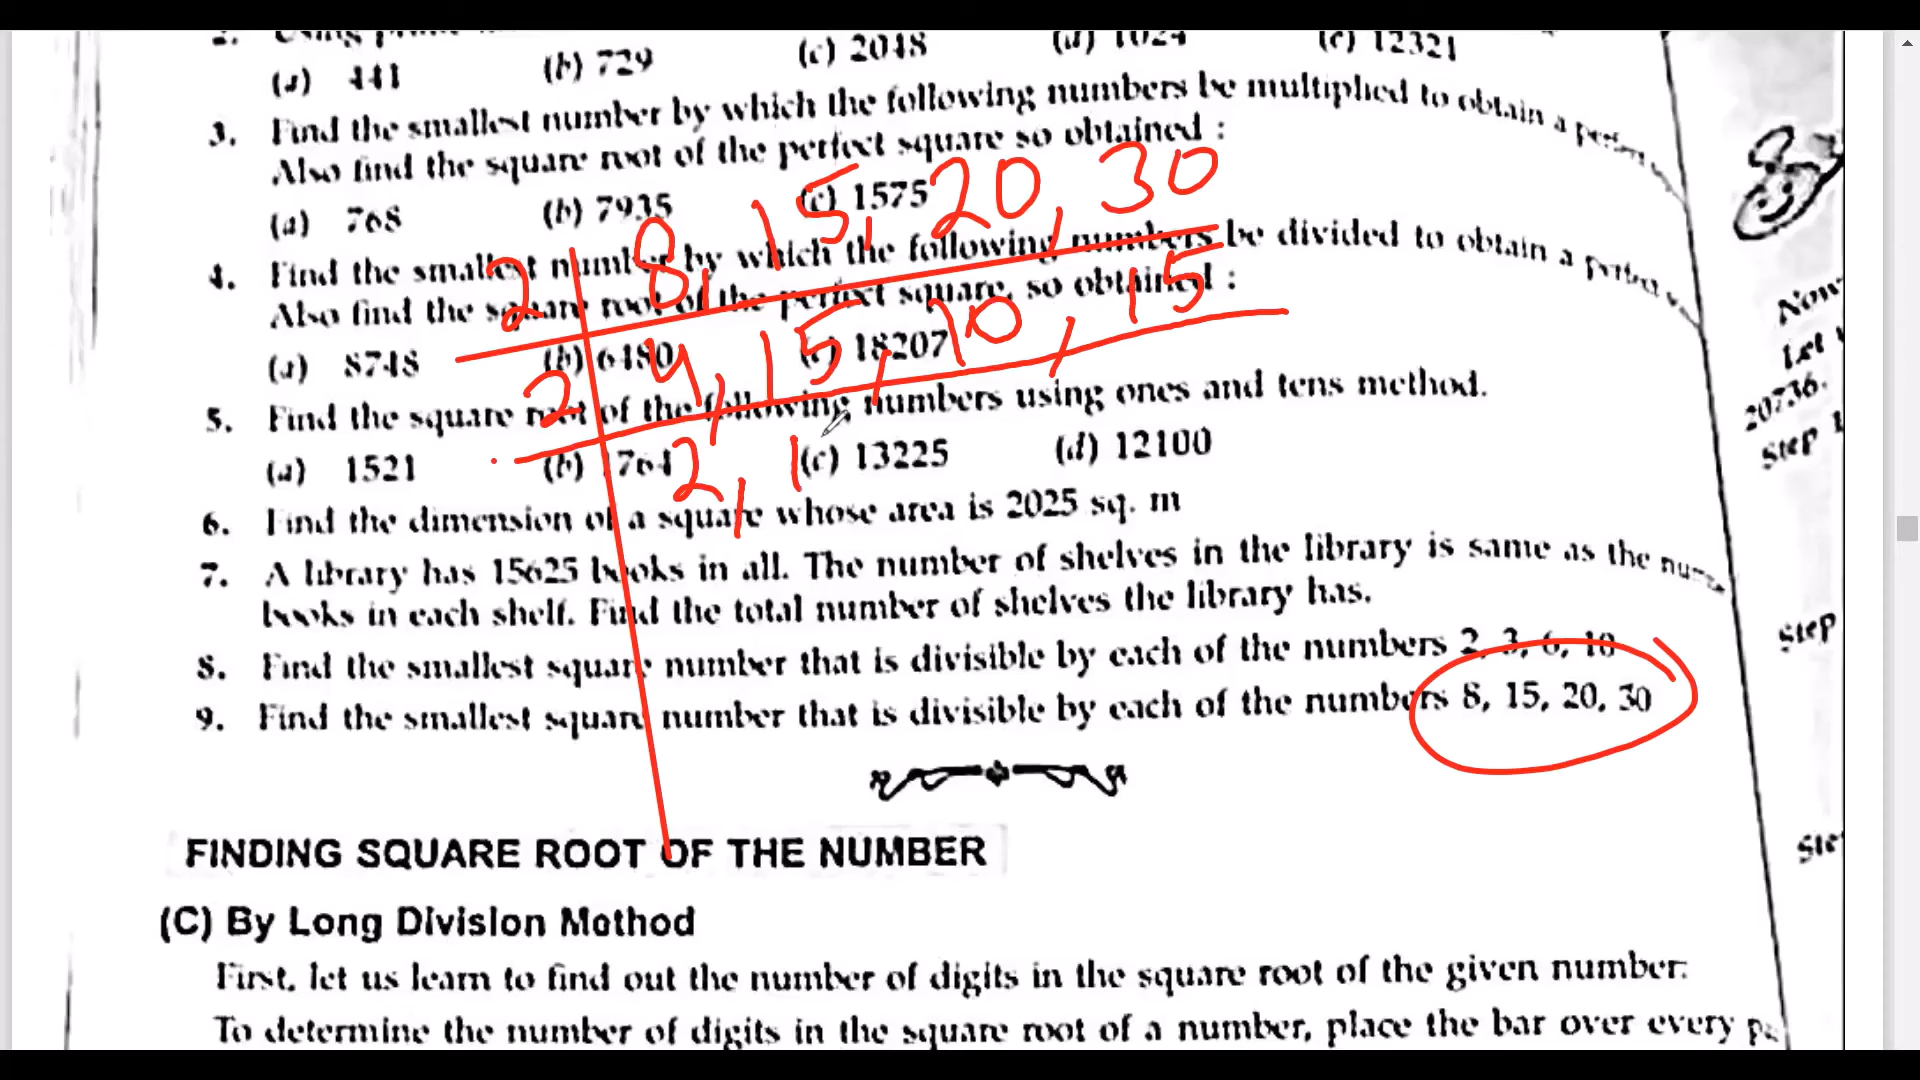 (a) 441 (b) 729 (c) 2048 (d) 1024 (e) 12321
3. Find the smallest number by which the following numbers be multiplied to obtain a
Also find the square root of the perfect square so obtained :
(a) 768 (b) 7935 (c) 1575
8, 15, 20, 30
4. Find the smallest number by which the following numbers be divided to obtain a
Also find the square root of the perfect square, so obtained :
2
4, 15, 10, 15
(a) 8748 (b) 6480 (c) 18207
2
5. Find the square root of the following numbers using ones and tens method.
(a) 1521 (b) 1764 (c) 13225 (d) 12100
2, 1
6. Find the dimension of a square whose area is 2025 sq. m
7. A library has 15625 books in all. The number of shelves in the library is same as the
books in each shelf. Find the total number of shelves the library has.
8. Find the smallest square number that is divisible by each of the numbers 2, 3, 6, 10
9. Find the smallest square number that is divisible by each of the numbers 8, 15, 20, 30
FINDING SQUARE ROOT OF THE NUMBER
(C) By Long Division Method
First, let us learn to find out the number of digits in the square root of the given number.
To determine the number of digits in the square root of a number, place the bar over every
Now
Let
20736.
Step 1
Step